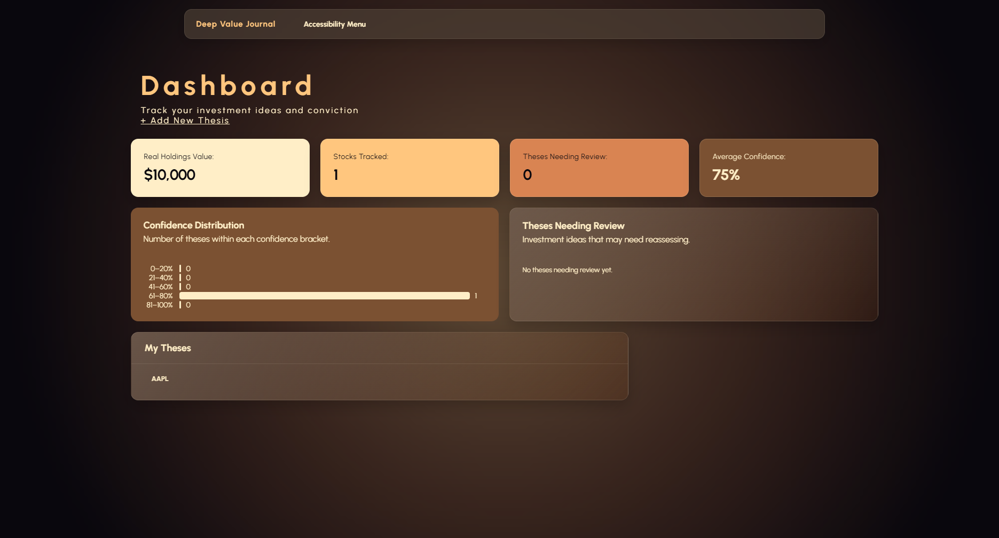 Deep Value Journal
Accessibility Menu
Dashboard
Track your investment ideas and conviction
+ Add New Thesis
Real Holdings Value:
$10,000
Stocks Tracked:
1
Theses Needing Review:
0
Average Confidence:
75%
Confidence Distribution
Number of theses within each confidence bracket.
0–20% 0
21–40% 0
41–60% 0
61–80% 1
81–100% 0
Theses Needing Review
Investment ideas that may need reassessing.
No theses needing review yet.
My Theses
AAPL